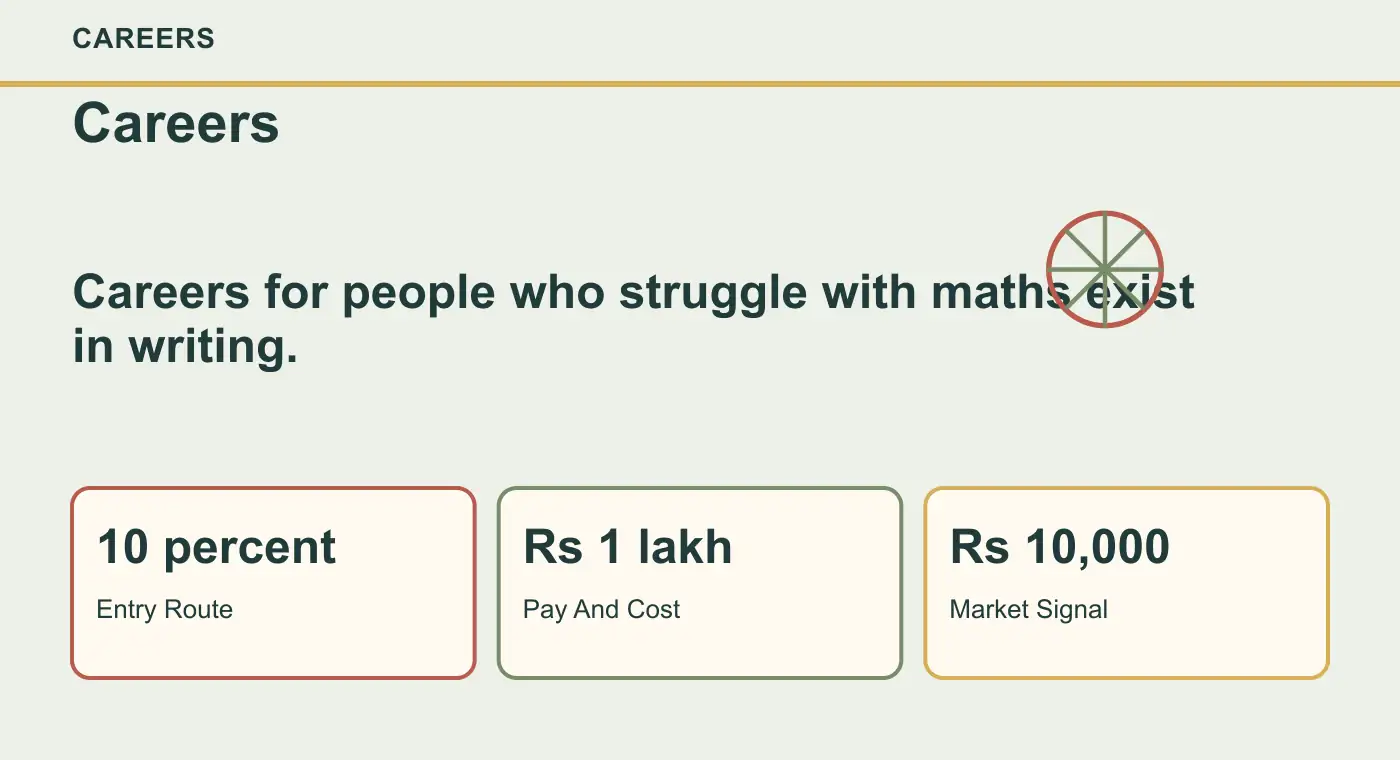 CAREERS
Careers
Careers for people who struggle with maths exist
in writing.
10 percent
Entry Route
Rs 1 lakh
Pay And Cost
Rs 10,000
Market Signal